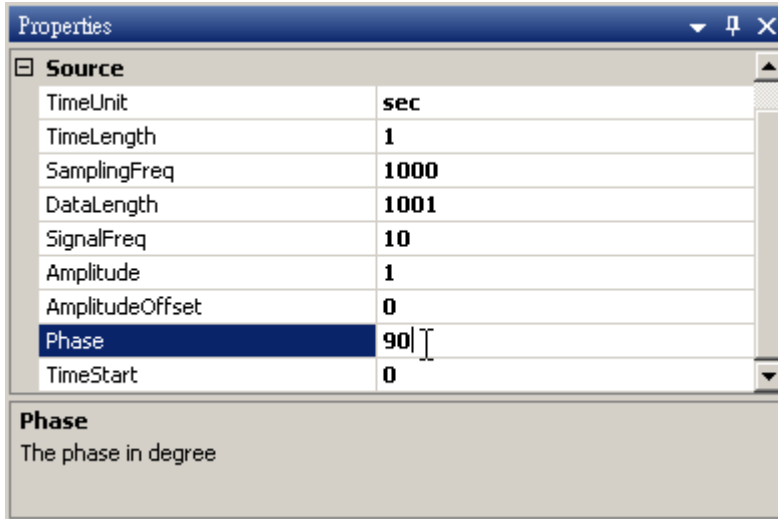 Properties
Source
TimeUnit sec
TimeLength 1
SamplingFreq 1000
DataLength 1001
SignalFreq 10
Amplitude 1
AmplitudeOffset 0
Phase 90
TimeStart 0
Phase
The phase in degree